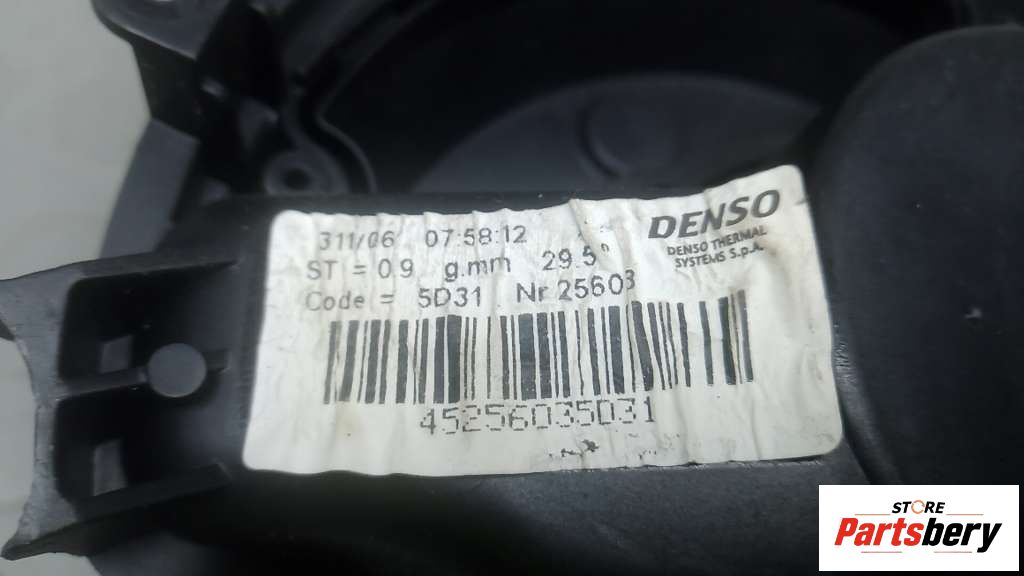 311/06 07:58:12
ST = 0.9 g.mm 29.5°
Code = 5D31 Nr 25603
45256035D31
DENSO
DENSO THERMAL
SYSTEMS S.p.A.
STORE
Partsbery